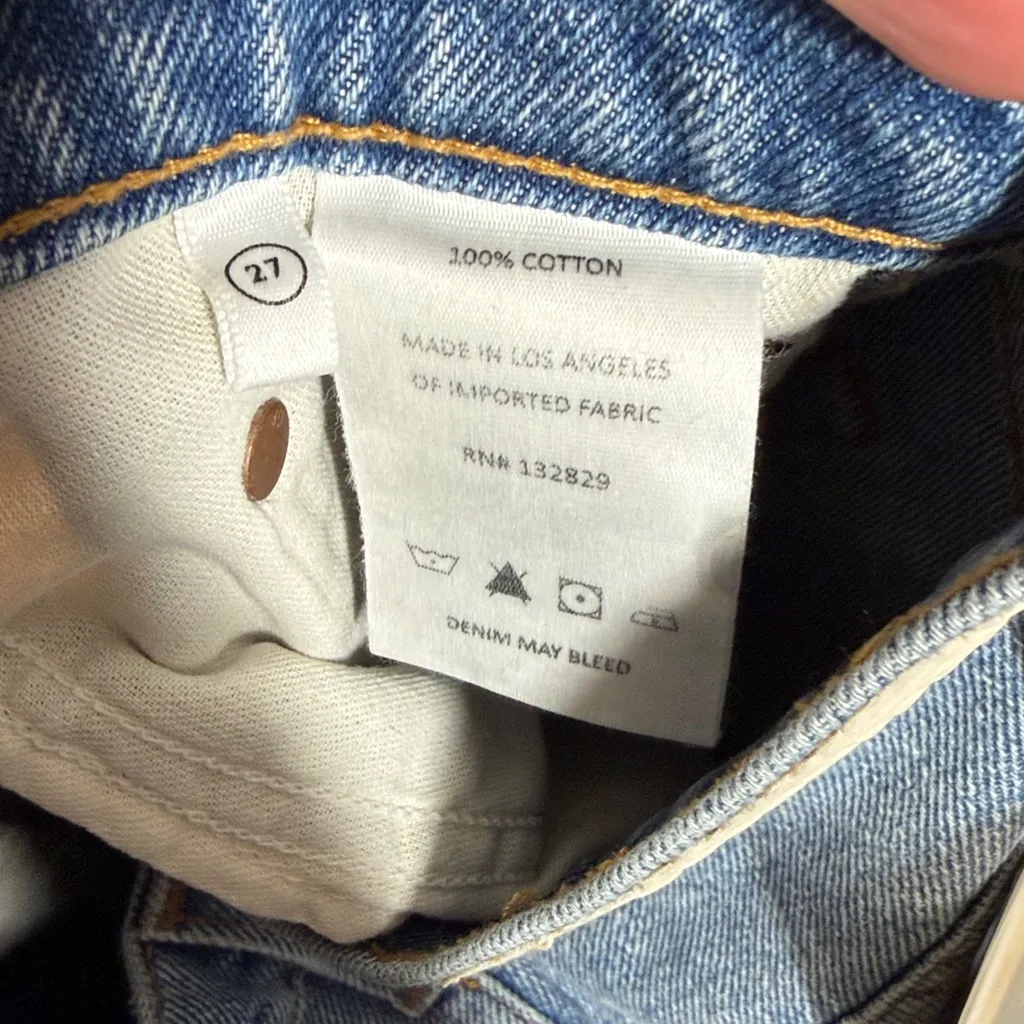 27
100% COTTON
MADE IN LOS ANGELES
OF IMPORTED FABRIC
RN# 132829
DENIM MAY BLEED